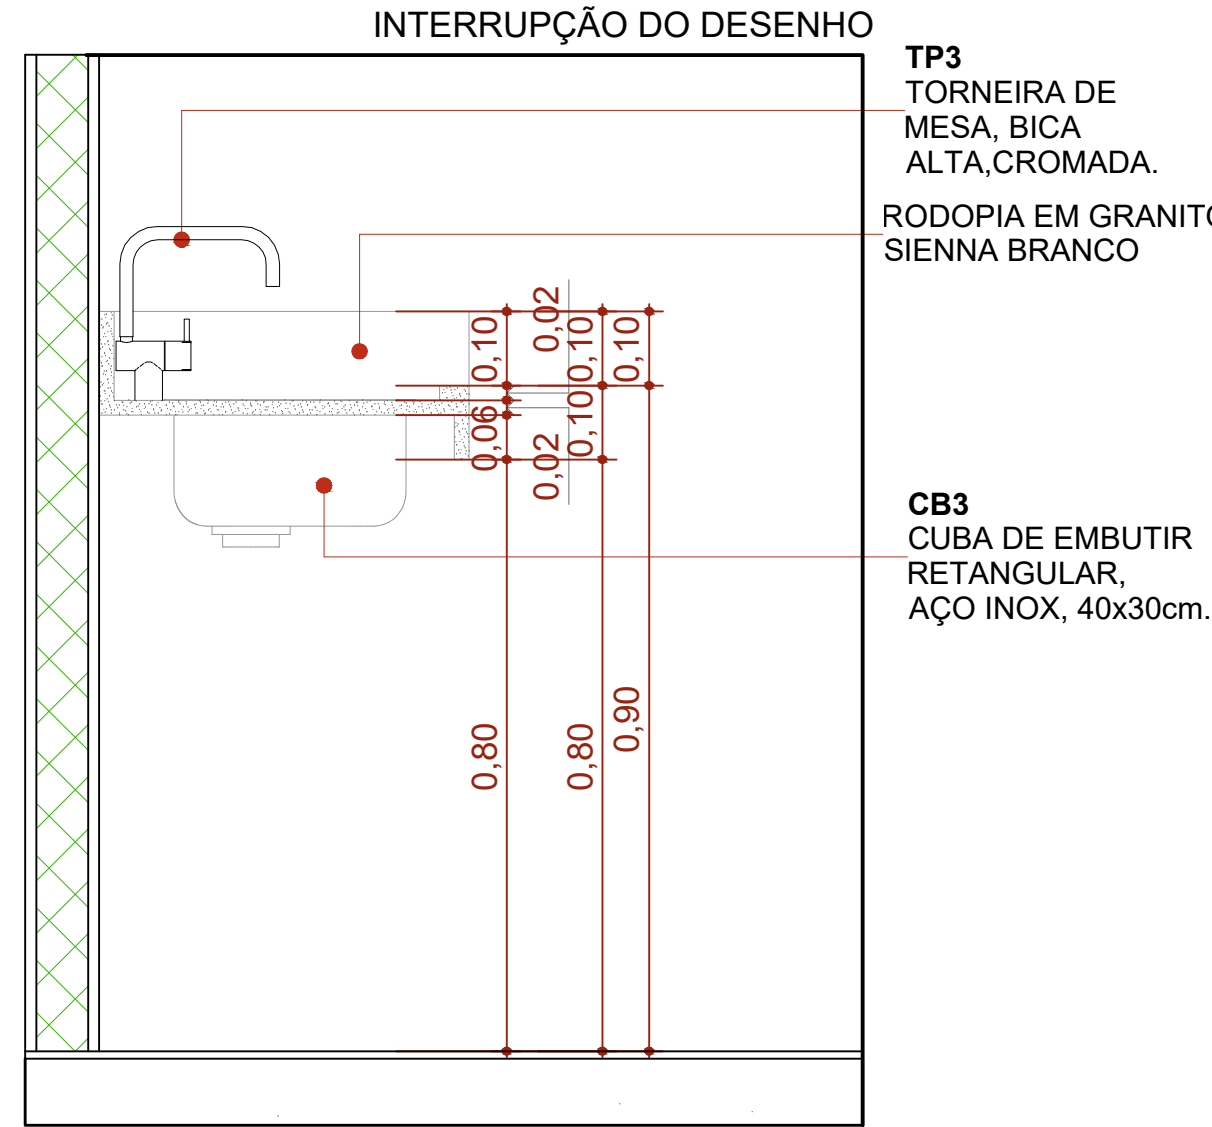 INTERRUPÇÃO DO DESENHO
TP3
TORNEIRA DE
MESA, BICA
ALTA,CROMADA.
RODOPIA EM GRANITO
SIENNA BRANCO
0,10
0,02
0,10
0,10
0,06
0,02
0,10
CB3
CUBA DE EMBUTIR
RETANGULAR,
AÇO INOX, 40x30cm.
0,80
0,80
0,90